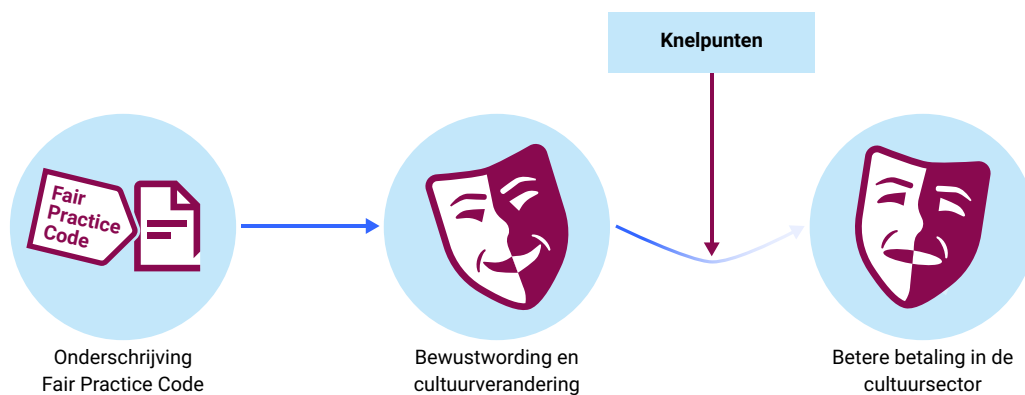 Knelpunten
Fair
Practice
Code
Onderschrijving
Fair Practice Code
Bewustwording en
cultuurverandering
Betere betaling in de
cultuursector